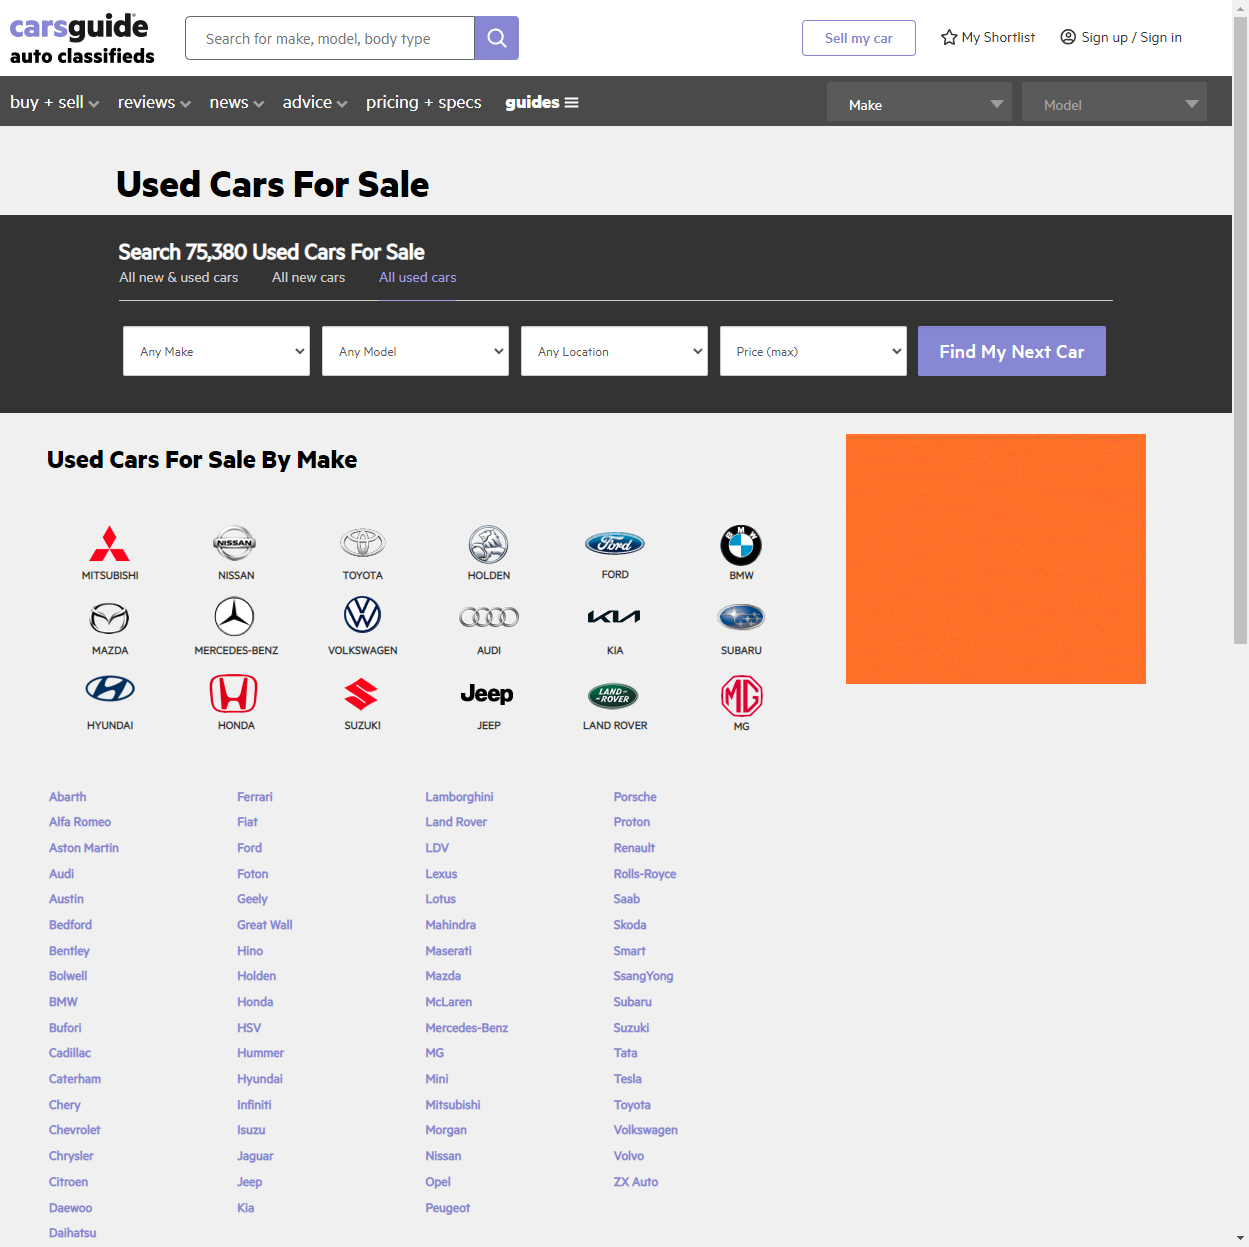 carsguide
auto classifieds
Search for make, model, body type
Sell my car
My Shortlist
Sign up / Sign in
buy + sell
reviews
news
advice
pricing + specs
guides
Make
Model
Used Cars For Sale
Search 75,380 Used Cars For Sale
All new & used cars
All new cars
All used cars
Any Make
Any Model
Any Location
Price (max)
Find My Next Car
Used Cars For Sale By Make
NISSAN
Ford
BMW
MITSUBISHI
NISSAN
TOYOTA
HOLDEN
FORD
BMW
KIA
MAZDA
MERCEDES-BENZ
VOLKSWAGEN
AUDI
KIA
SUBARU
Jeep
LAND-
ROVER
MG
HYUNDAI
HONDA
SUZUKI
JEEP
LAND ROVER
MG
Abarth
Alfa Romeo
Aston Martin
Audi
Austin
Bedford
Bentley
Bolwell
BMW
Bufori
Cadillac
Caterham
Chery
Chevrolet
Chrysler
Citroen
Daewoo
Daihatsu
Ferrari
Fiat
Ford
Foton
Geely
Great Wall
Hino
Holden
Honda
HSV
Hummer
Hyundai
Infiniti
Isuzu
Jaguar
Jeep
Kia
Lamborghini
Land Rover
LDV
Lexus
Lotus
Mahindra
Maserati
Mazda
McLaren
Mercedes-Benz
MG
Mini
Mitsubishi
Morgan
Nissan
Opel
Peugeot
Porsche
Proton
Renault
Rolls-Royce
Saab
Skoda
Smart
SsangYong
Subaru
Suzuki
Tata
Tesla
Toyota
Volkswagen
Volvo
ZX Auto